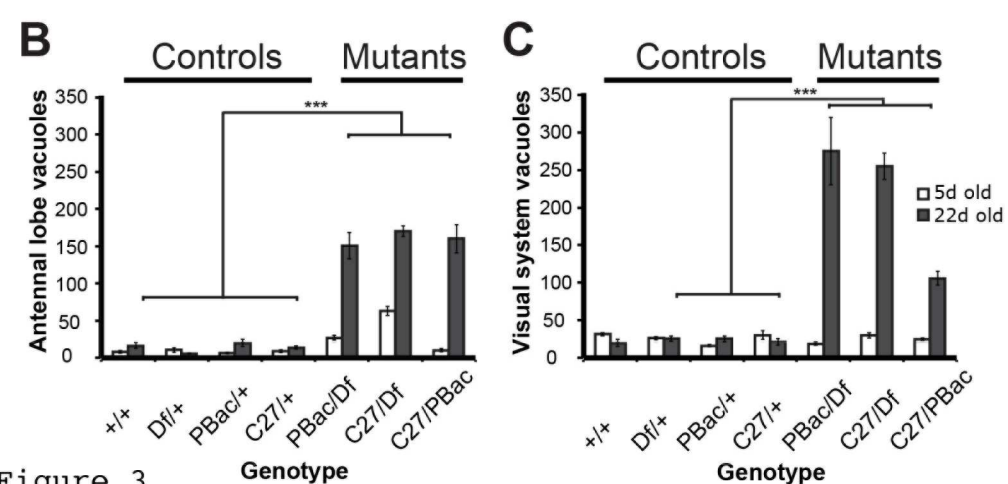 B
Controls Mutants
***
Antennal lobe vacuoles
350
300
250
200
150
100
50
0
+/+ Df/+ PBac/+ C27/+ PBac/Df C27/Df C27/PBac
Genotype
C
Controls Mutants
***
Visual system vacuoles
350
300
250
200
150
100
50
0
5d old
22d old
+/+ Df/+ PBac/+ C27/+ PBac/Df C27/Df C27/PBac
Genotype
Figure 3